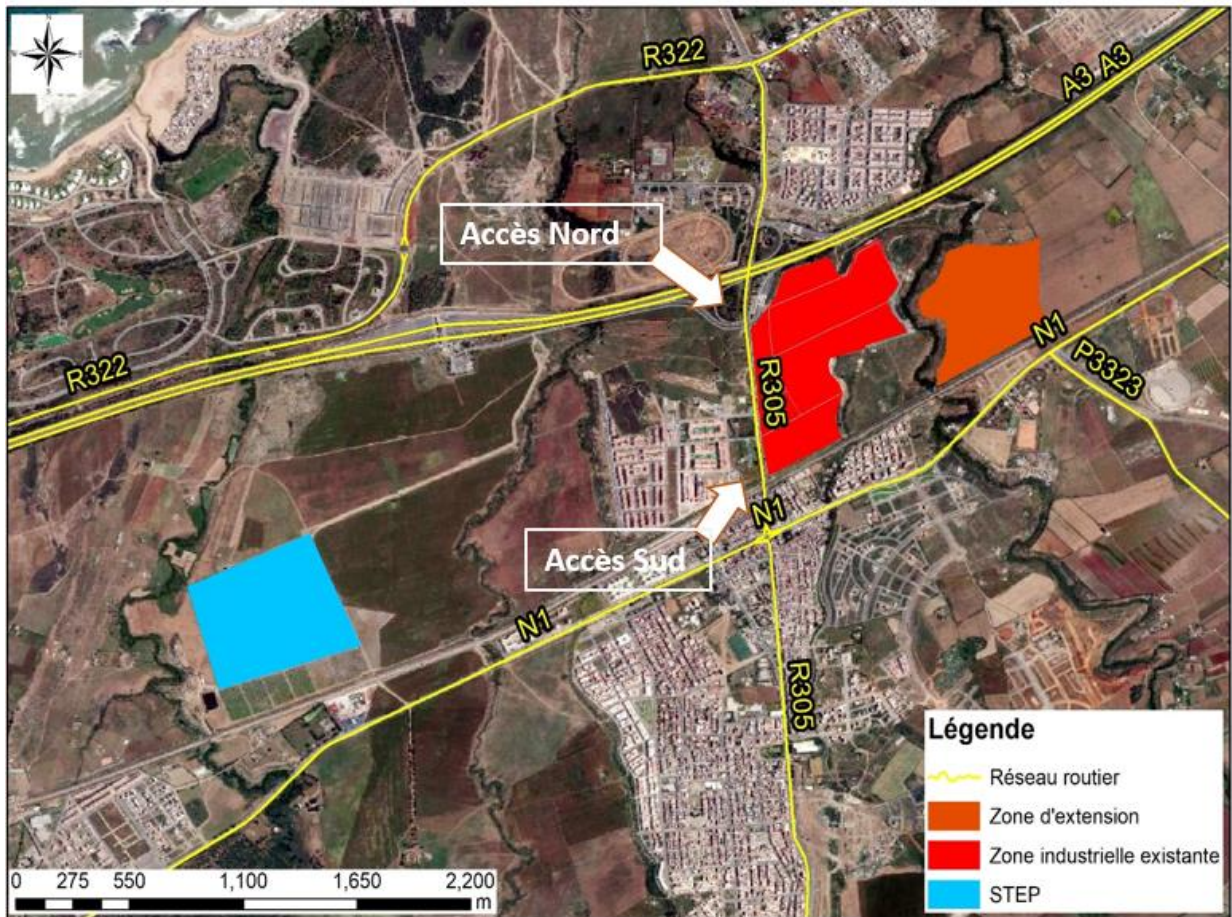 N
R322
A3 A3
Accès Nord
R322
N1
P3323
R305
Accès Sud
N1
N1
R305
Légende
Réseau routier
Zone d'extension
Zone industrielle existante
STEP
0 275 550 1,100 1,650 2,200
m